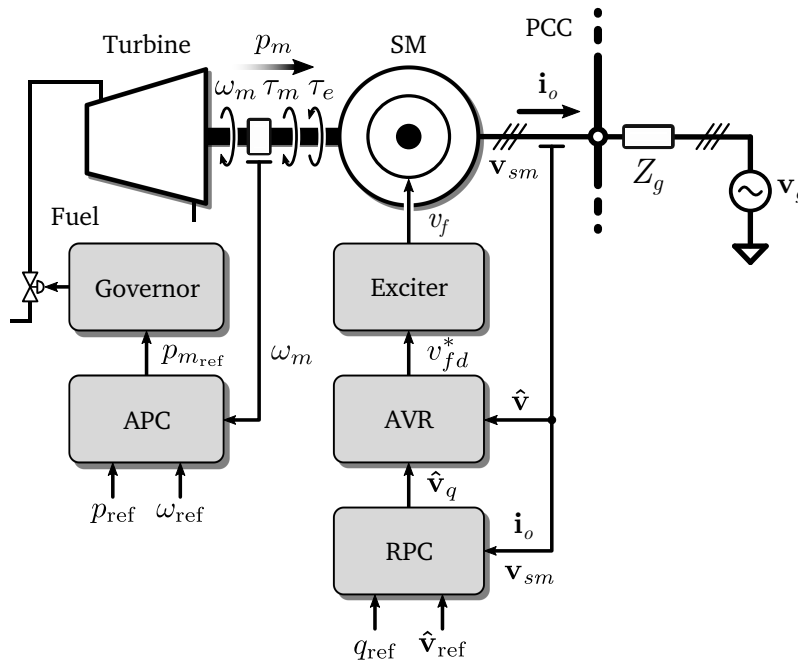 Turbine
p_m
SM
PCC
ω_m τ_m τ_e
i_o
v_sm
Z_g
v_g
Fuel
v_f
Governor
Exciter
p_m_ref
ω_m
v*_fd
APC
AVR
v̂
p_ref
ω_ref
v̂_q
RPC
i_o
v_sm
q_ref
v̂_ref